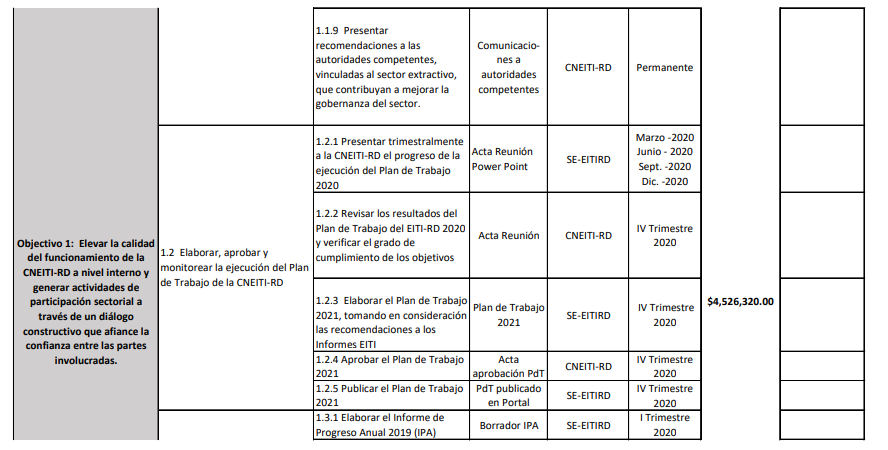 1.1.9 Presentar
recomendaciones a las
autoridades competentes,
vinculadas al sector extractivo,
que contribuyan a mejorar la
gobernanza del sector.
Comunicacio-
nes a
autoridades
competentes
CNEITI-RD
Permanente
Objectivo 1: Elevar la calidad
del funcionamiento de la
CNEITI-RD a nivel interno y
generar actividades de
participación sectorial a
través de un diálogo
constructivo que afiance la
confianza entre las partes
involucradas.
1.2 Elaborar, aprobar y
monitorear la ejecución del Plan
de Trabajo de la CNEITI-RD
1.2.1 Presentar trimestralmente
a la CNEITI-RD el progreso de la
ejecución del Plan de Trabajo
2020
Acta Reunión
Power Point
SE-EITIRD
Marzo -2020
Junio - 2020
Sept. -2020
Dic. -2020
1.2.2 Revisar los resultados del
Plan de Trabajo del EITI-RD 2020
y verificar el grado de
cumplimiento de los objetivos
Acta Reunión
CNEITI-RD
IV Trimestre
2020
1.2.3 Elaborar el Plan de Trabajo
2021, tomando en consideración
las recomendaciones a los
Informes EITI
Plan de Trabajo
2021
SE-EITIRD
IV Trimestre
2020
$4,526,320.00
1.2.4 Aprobar el Plan de Trabajo
2021
Acta
aprobación PdT
CNEITI-RD
IV Trimestre
2020
1.2.5 Publicar el Plan de Trabajo
2021
PdT publicado
en Portal
SE-EITIRD
IV Trimestre
2020
1.3.1 Elaborar el Informe de
Progreso Anual 2019 (IPA)
Borrador IPA
SE-EITIRD
I Trimestre
2020